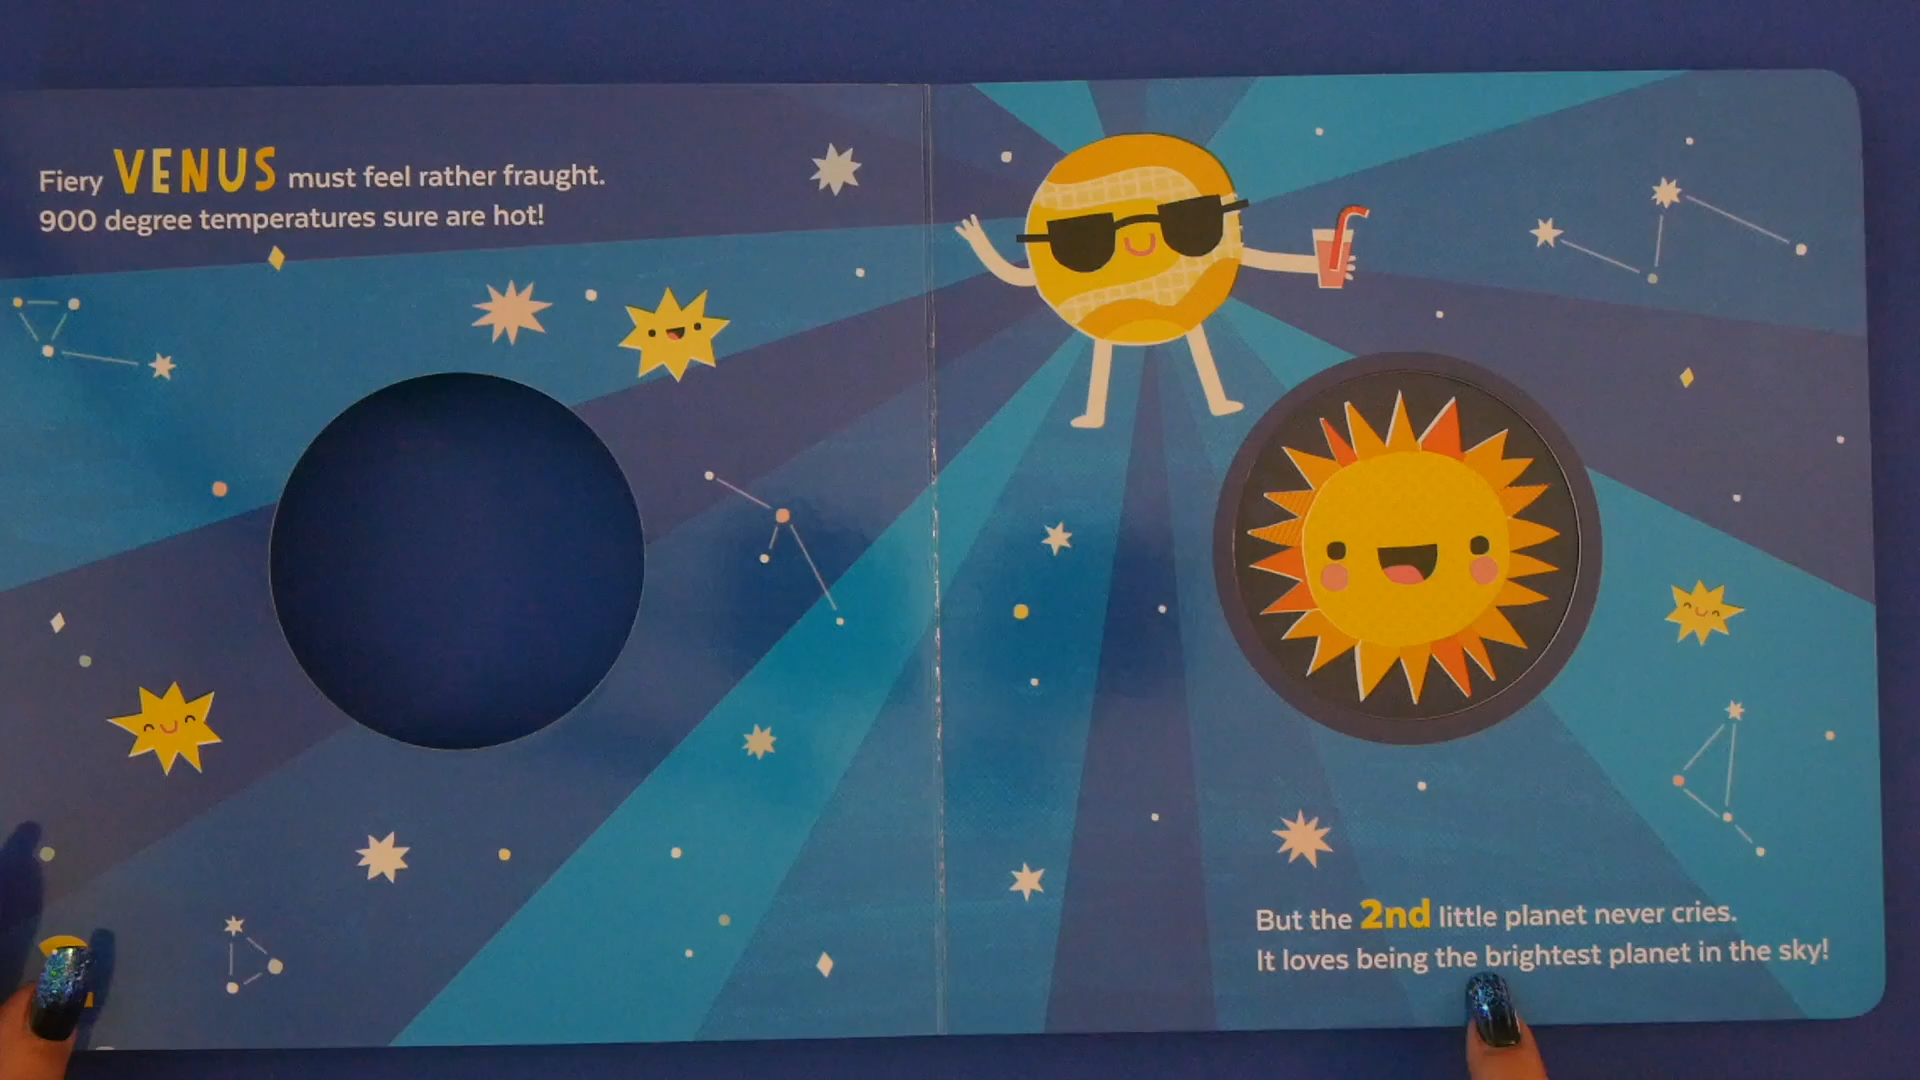 Fiery VENUS must feel rather fraught.
900 degree temperatures sure are hot!
But the 2nd little planet never cries.
It loves being the brightest planet in the sky!